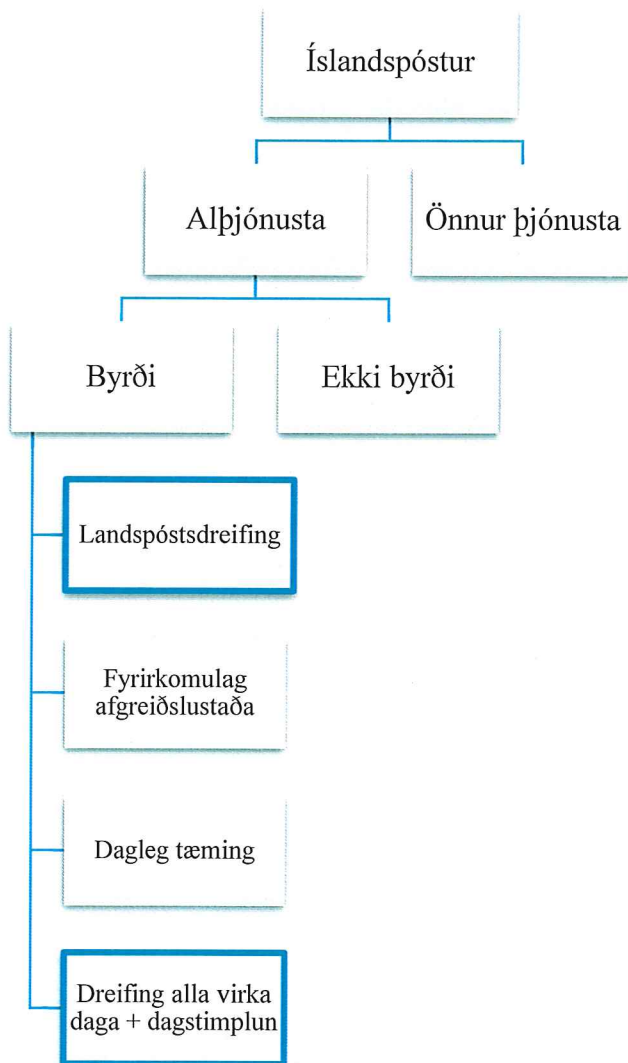 Íslandspóstur
Alþjónusta
Önnur þjónusta
Byrði
Ekki byrði
Landspóstsdreifing
Fyrirkomulag
afgreiðslustaða
Dagleg tæming
Dreifing alla virka
daga + dagstimplun